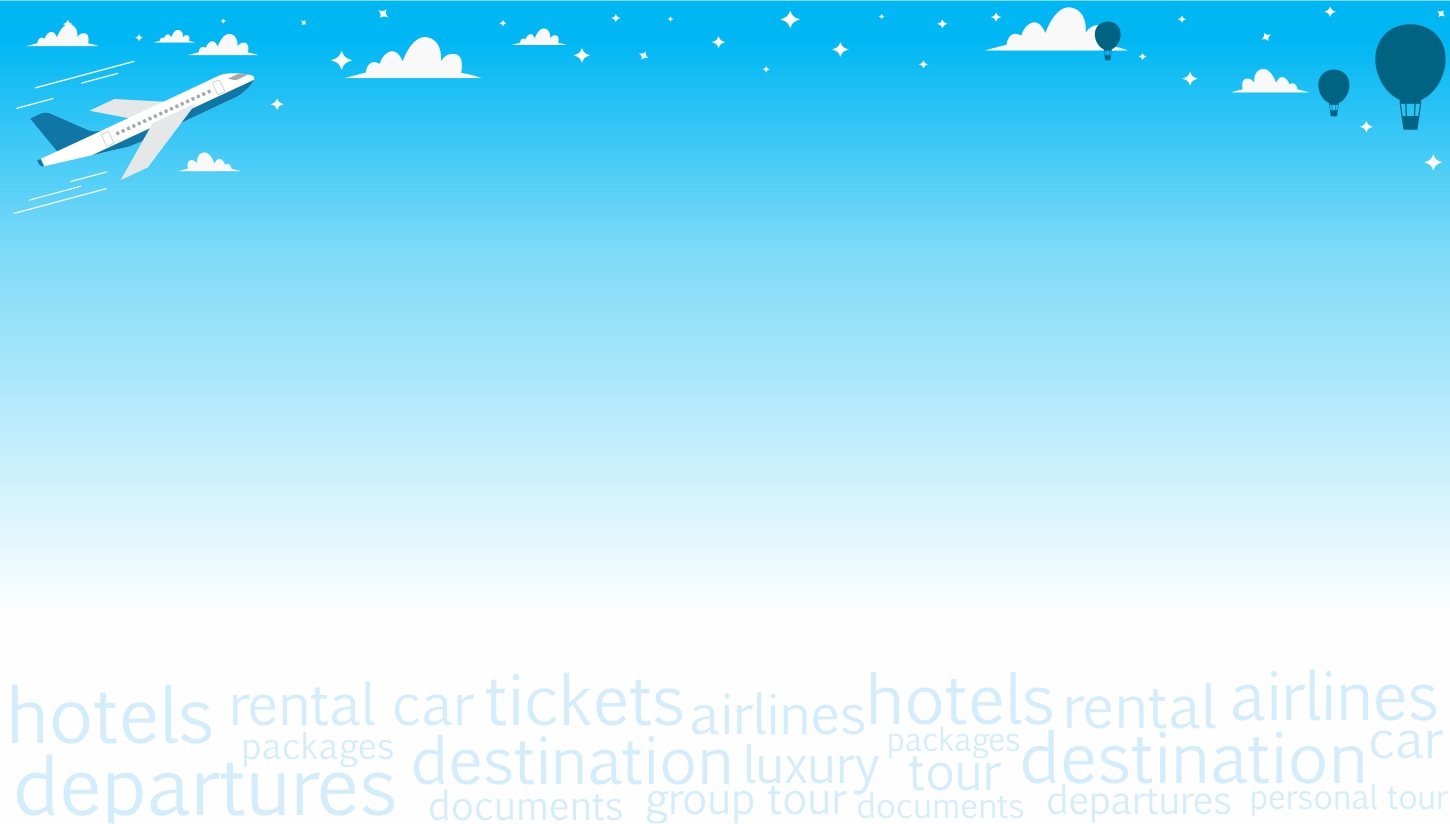 hotels rental car tickets airlines hotels rental airlines
packages destination luxury packages tour destination car
departures documents group tour documents departures personal tour